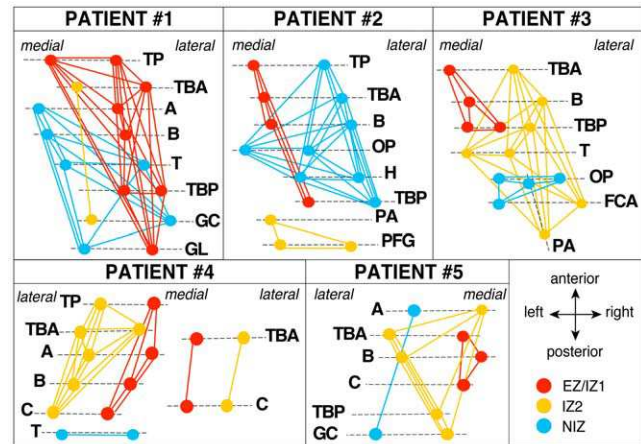 PATIENT #1
medial
lateral
TP
TBA
A
B
T
TBP
GC
GL
PATIENT #2
medial
lateral
TP
TBA
B
OP
H
TBP
PA
PFG
PATIENT #3
medial
lateral
TBA
B
TBP
T
OP
FCA
PA
PATIENT #4
lateral
medial
lateral
TP
TBA
A
B
C
T
TBA
C
PATIENT #5
lateral
medial
A
TBA
B
C
TBP
GC
anterior
left
right
posterior
EZ/IZ1
IZ2
NIZ